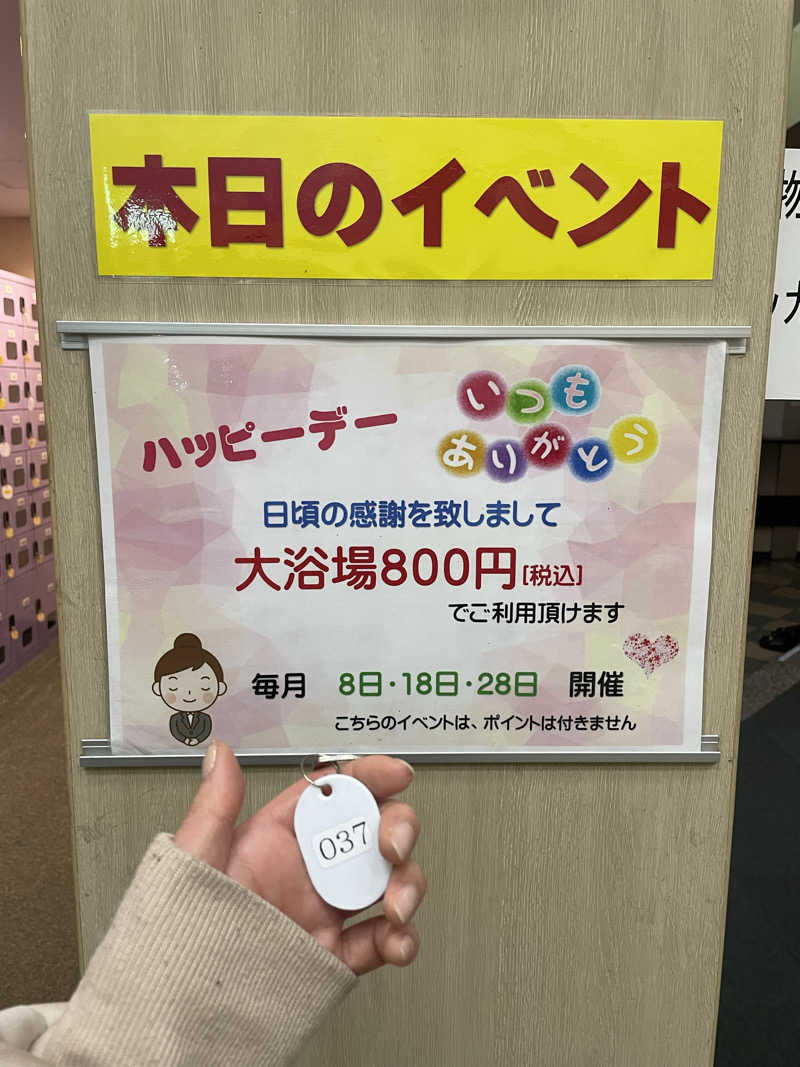 本日のイベント
ハッピーデー
いつも
ありがとう
日頃の感謝を致しまして
大浴場800円[税込]
でご利用頂けます
毎月 8日・18日・28日 開催
こちらのイベントは、ポイントは付きません
037
物